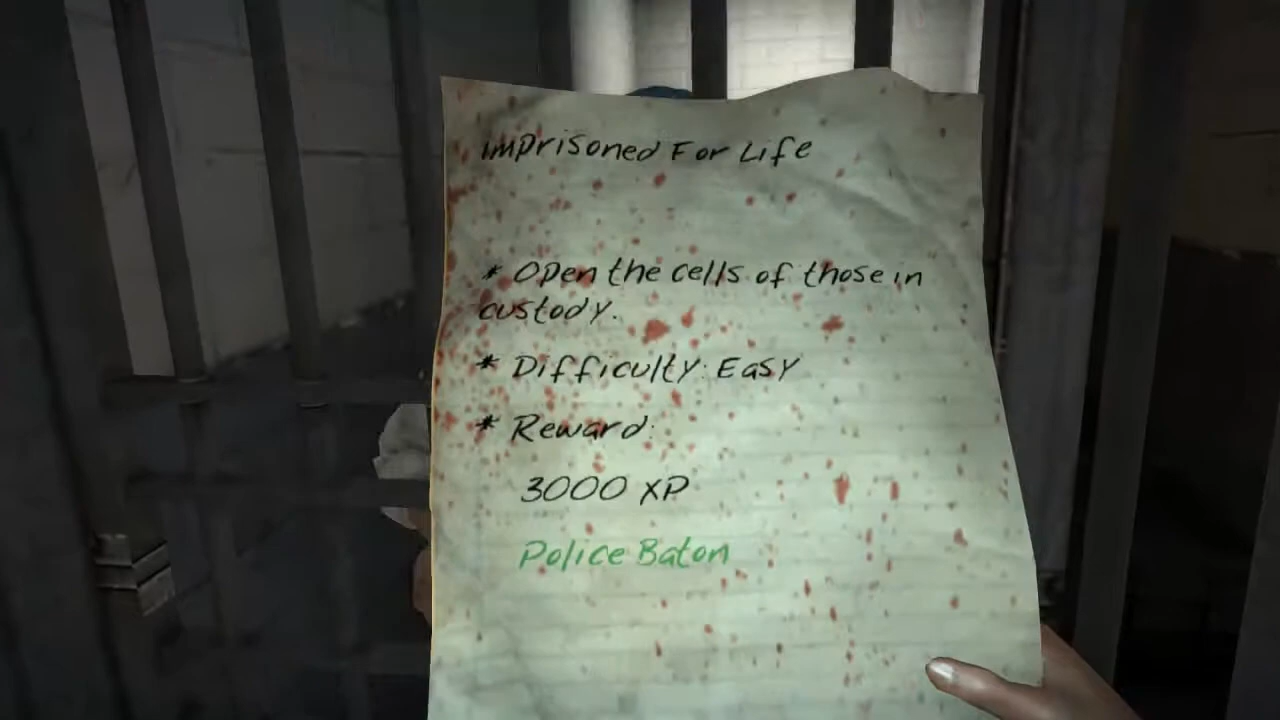 Imprisoned For Life
* Open the cells of those in
custody.
* Difficulty: Easy
* Reward:
3000 XP
Police Baton